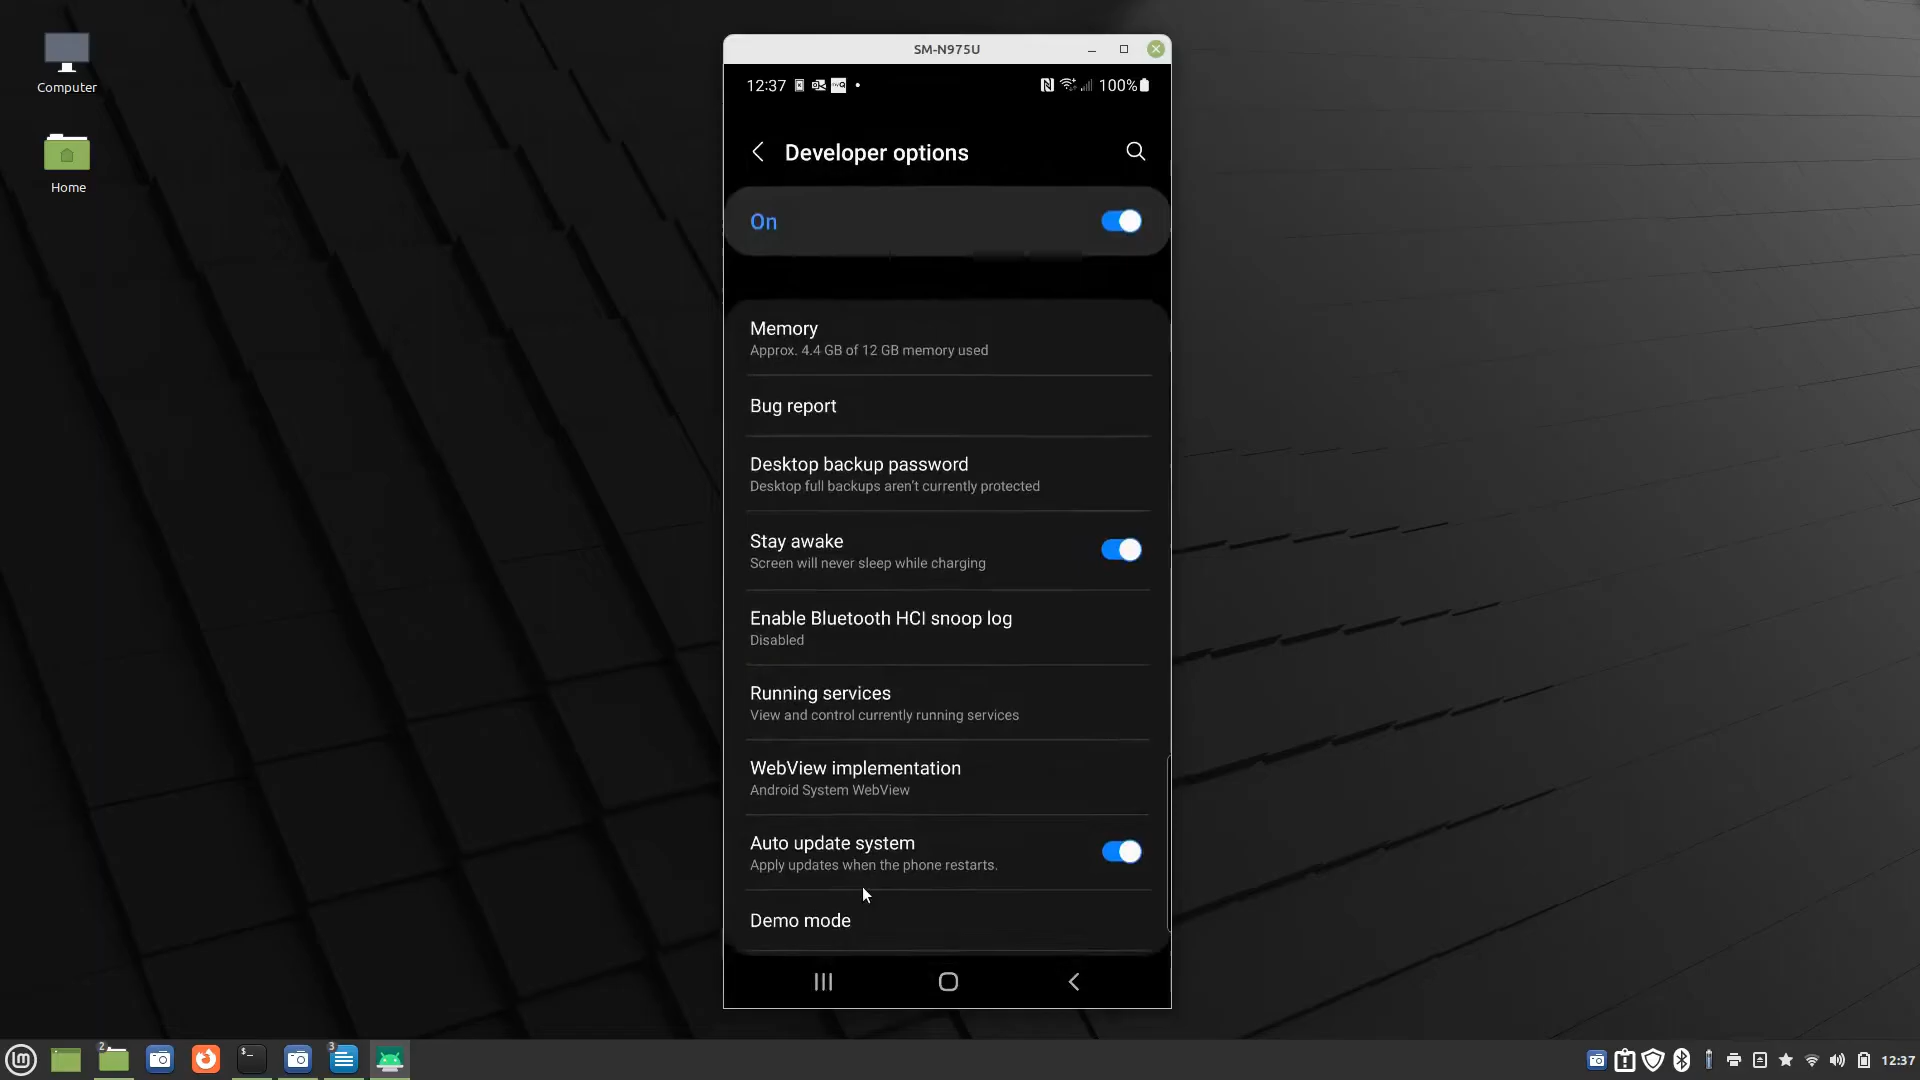 SM-N975U
Computer
12:37
100%
Developer options
Home
On
Memory
Approx. 4.4 GB of 12 GB memory used
Bug report
Desktop backup password
Desktop full backups aren't currently protected
Stay awake
Screen will never sleep while charging
Enable Bluetooth HCI snoop log
Disabled
Running services
View and control currently running services
WebView implementation
Android System WebView
Auto update system
Apply updates when the phone restarts.
Demo mode
lm
2
$_
3
12:37